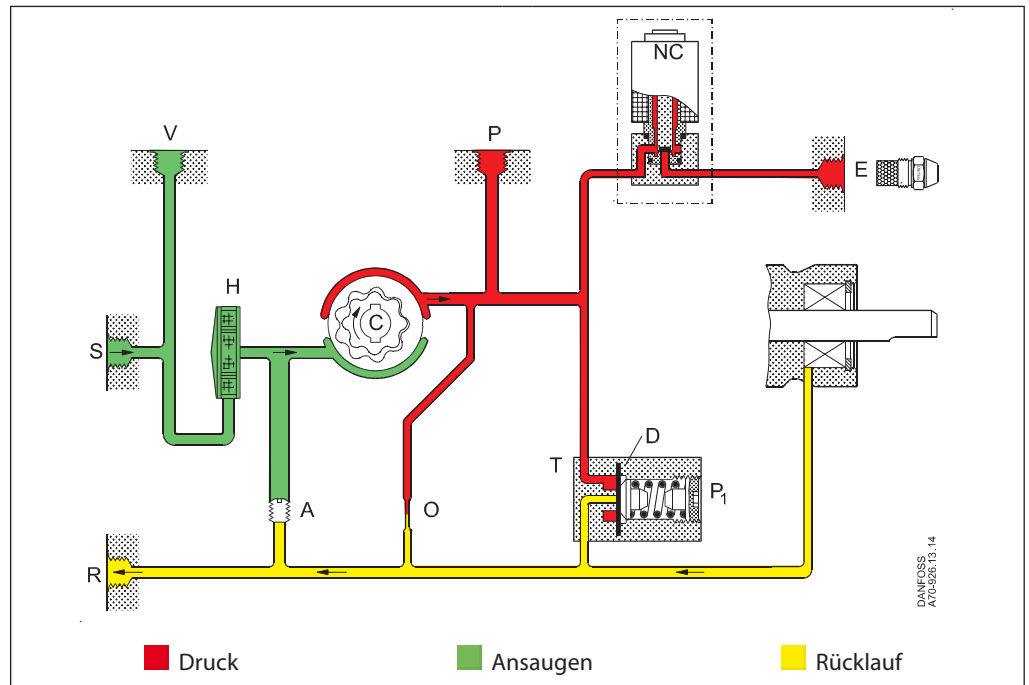 NC
V
P
E
H
C
S
D
T
P1
A
O
R
DANFOSS
A70-926.13.14
Druck
Ansaugen
Rücklauf